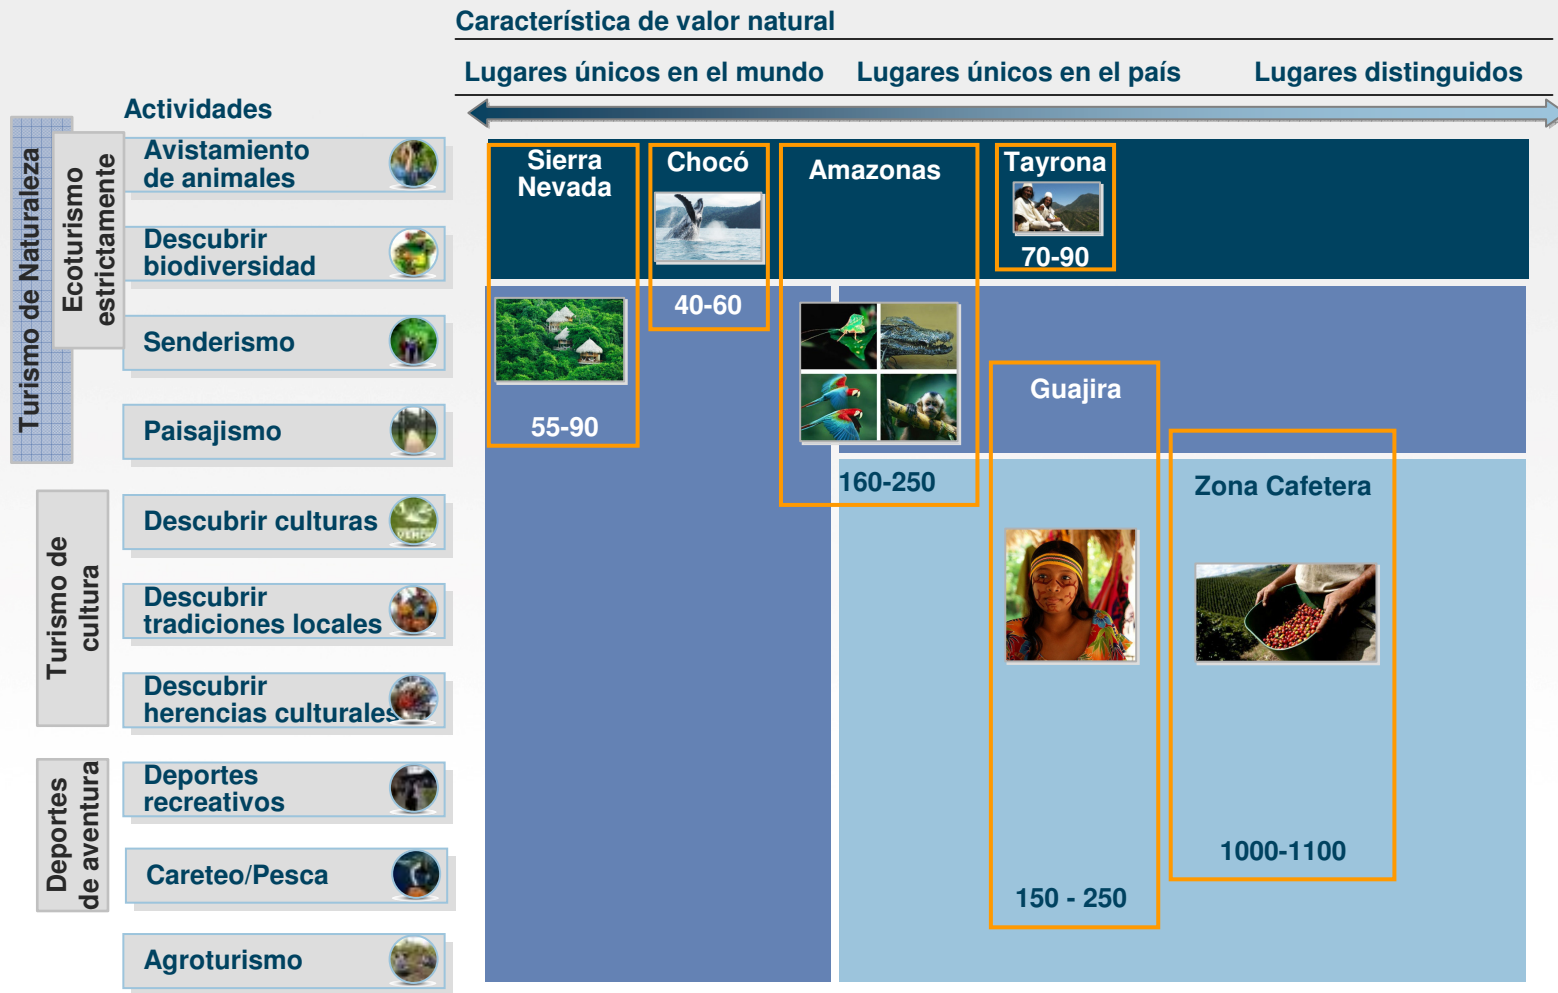 Característica de valor natural
Lugares únicos en el mundo
Lugares únicos en el país
Lugares distinguidos
Actividades
Turismo de Naturaleza
Ecoturismo
estrictamente
Avistamiento
de animales
Descubrir
biodiversidad
Senderismo
Paisajismo
Turismo de
cultura
Descubrir culturas
Descubrir
tradiciones locales
Descubrir
herencias culturales
Deportes
de aventura
Deportes
recreativos
Careteo/Pesca
Agroturismo
Sierra
Nevada
55-90
Chocó
40-60
Amazonas
160-250
Tayrona
70-90
Guajira
150 - 250
Zona Cafetera
1000-1100